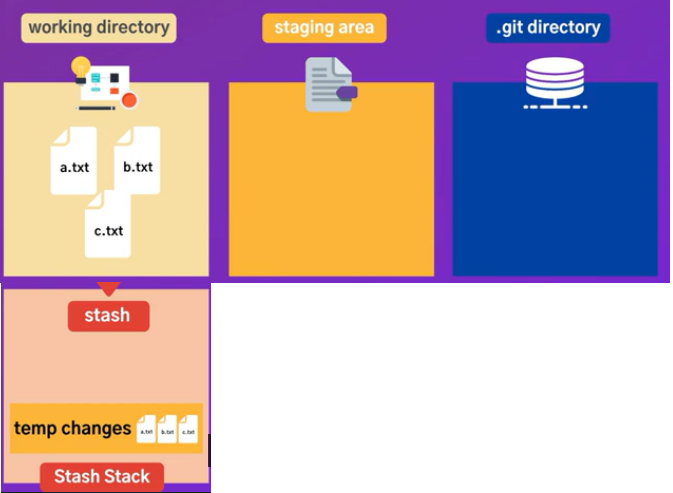 working directory
staging area
.git directory
a.txt
b.txt
c.txt
stash
temp changes
a.txt
b.txt
c.txt
Stash Stack